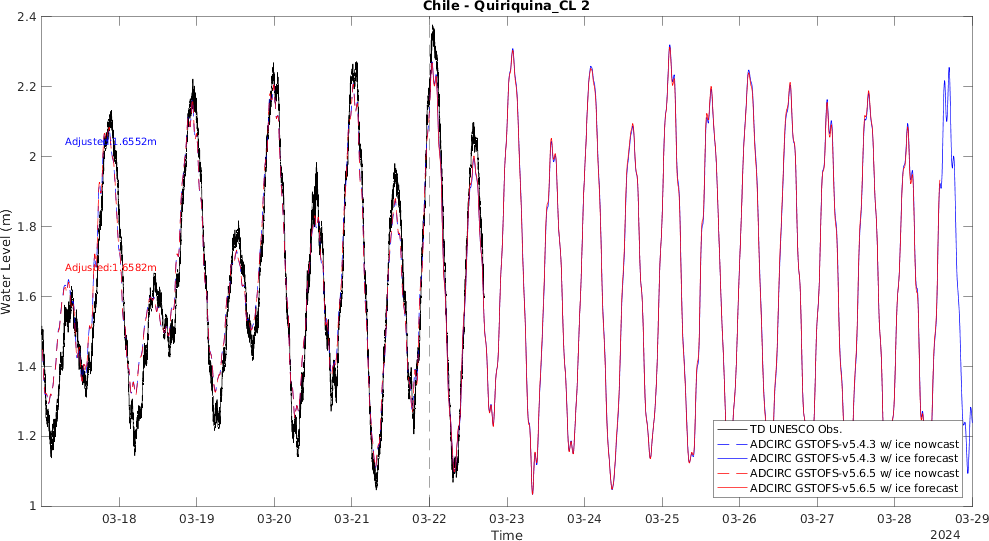 Chile - Quiriquina_CL 2
2.4
2.2
2
1.8
1.6
1.4
1.2
1
Water Level (m)
Adjusted:1.6552m
Adjusted:1.6582m
TD UNESCO Obs.
ADCIRC GSTOFS-v5.4.3 w/ ice nowcast
ADCIRC GSTOFS-v5.4.3 w/ ice forecast
ADCIRC GSTOFS-v5.6.5 w/ ice nowcast
ADCIRC GSTOFS-v5.6.5 w/ ice forecast
03-18 03-19 03-20 03-21 03-22 03-23 03-24 03-25 03-26 03-27 03-28 03-29
Time
2024